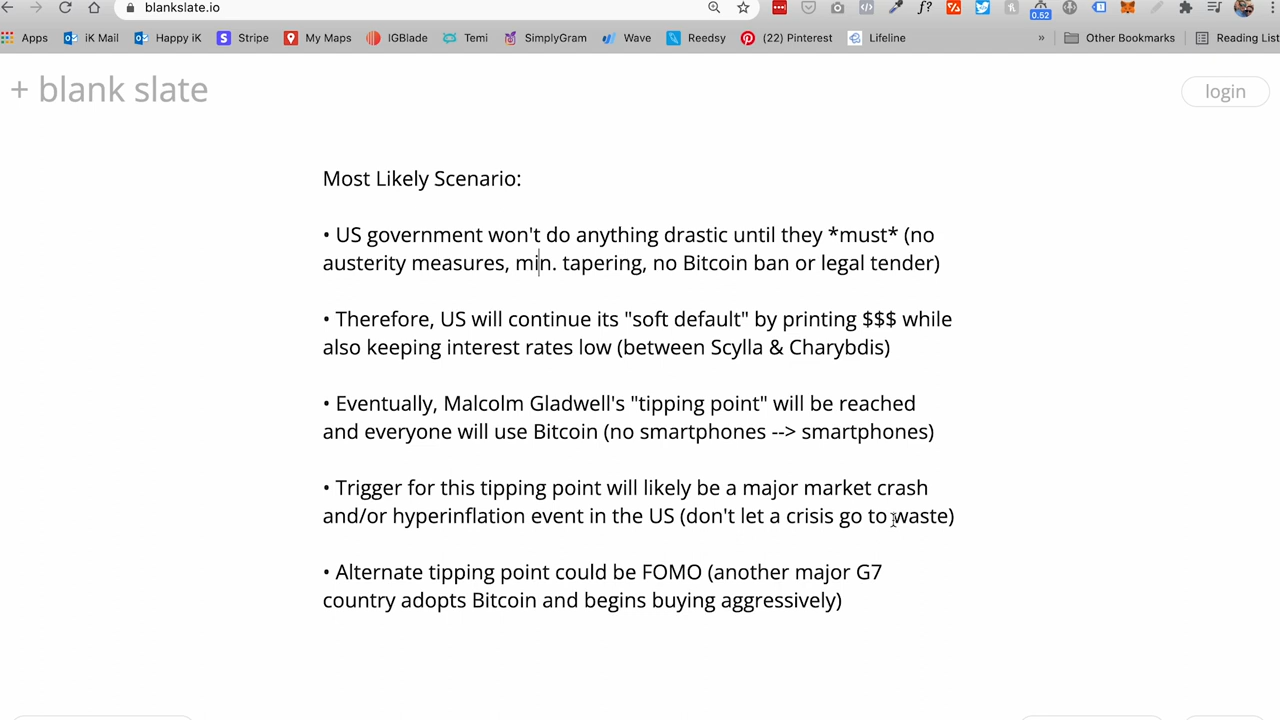 blankslate.io
f?
0.52
Apps
iK Mail
Happy iK
Stripe
My Maps
IGBlade
Temi
SimplyGram
Wave
Reedsy
(22) Pinterest
Lifeline
»
Other Bookmarks
Reading List
+ blank slate
login
Most Likely Scenario:
• US government won't do anything drastic until they *must* (no
austerity measures, min. tapering, no Bitcoin ban or legal tender)
• Therefore, US will continue its "soft default" by printing $$$ while
also keeping interest rates low (between Scylla & Charybdis)
• Eventually, Malcolm Gladwell's "tipping point" will be reached
and everyone will use Bitcoin (no smartphones --> smartphones)
• Trigger for this tipping point will likely be a major market crash
and/or hyperinflation event in the US (don't let a crisis go to waste)
• Alternate tipping point could be FOMO (another major G7
country adopts Bitcoin and begins buying aggressively)